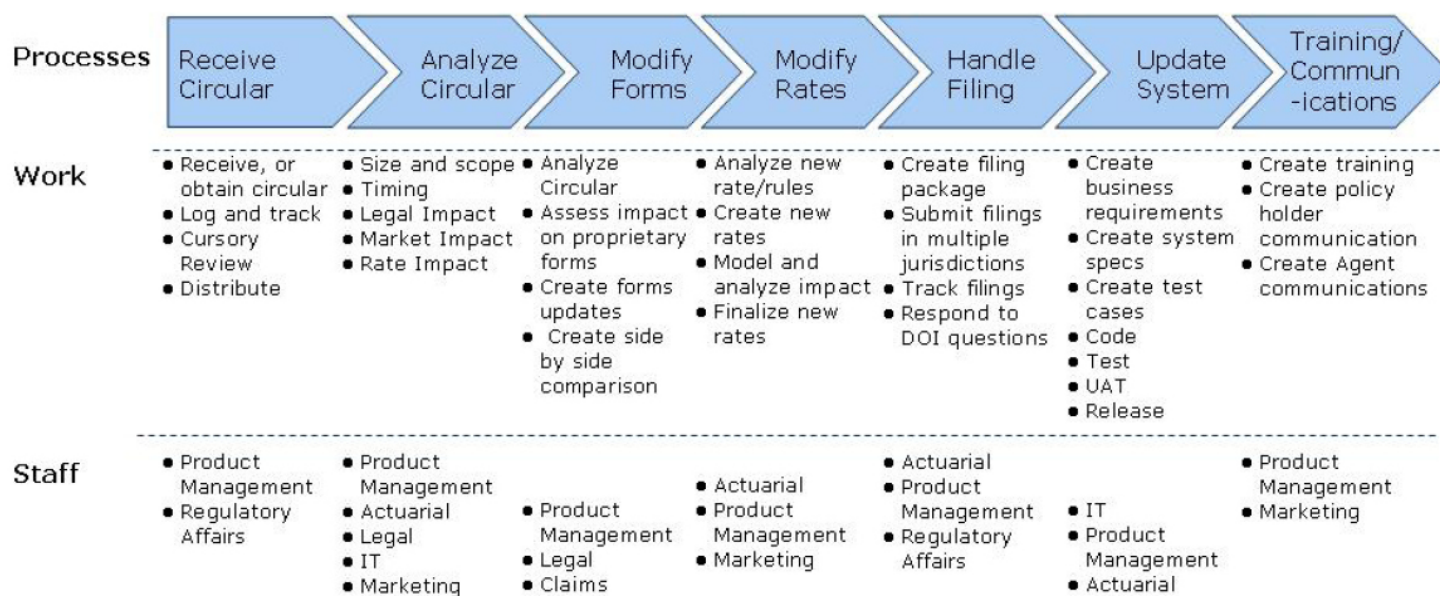 Processes
Receive
Circular
Analyze
Circular
Modify
Forms
Modify
Rates
Handle
Filing
Update
System
Training/
Commun
-ications
Work
• Receive, or
obtain circular
• Log and track
• Cursory
Review
• Distribute
• Size and scope
• Timing
• Legal Impact
• Market Impact
• Rate Impact
• Analyze
Circular
• Assess impact
on proprietary
forms
• Create forms
updates
• Create side
by side
comparison
• Analyze new
rate/rules
• Create new
rates
• Model and
analyze impact
• Finalize new
rates
• Create filing
package
• Submit filings
in multiple
jurisdictions
• Track filings
• Respond to
DOI questions
• Create
business
requirements
• Create system
specs
• Create test
cases
• Code
• Test
• UAT
• Release
• Create training
• Create policy
holder
communication
• Create Agent
communications
Staff
• Product
Management
• Regulatory
Affairs
• Product
Management
• Actuarial
• Legal
• IT
• Marketing
• Product
Management
• Legal
• Claims
• Actuarial
• Product
Management
• Marketing
• Actuarial
• Product
Management
• Regulatory
Affairs
• IT
• Product
Management
• Actuarial
• Product
Management
• Marketing